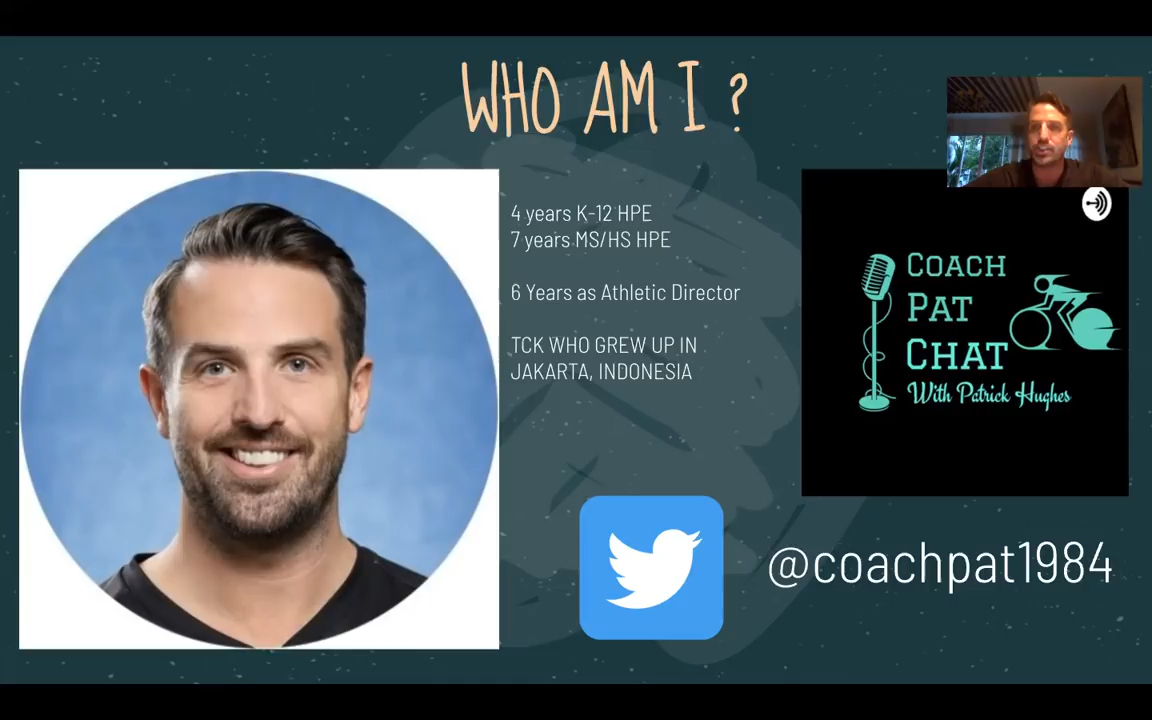 WHO AM I ?
4 years K-12 HPE
7 years MS/HS HPE
6 Years as Athletic Director
TCK WHO GREW UP IN
JAKARTA, INDONESIA
COACH
PAT
CHAT
With Patrick Hughes
@coachpat1984